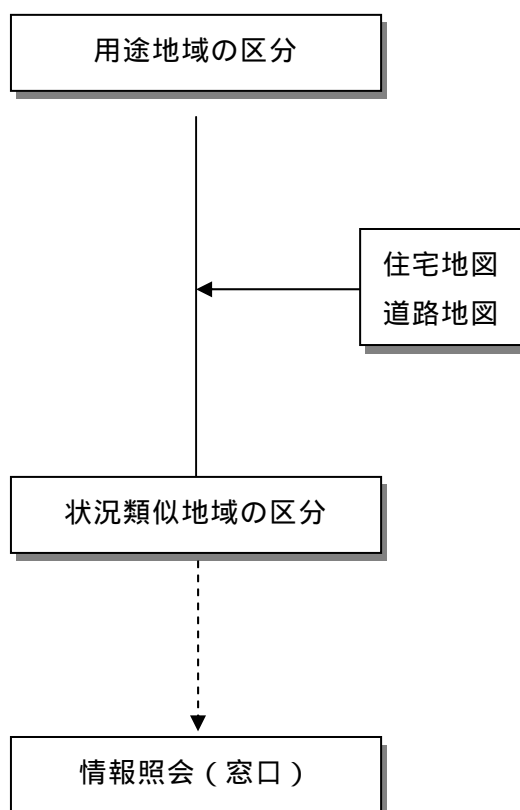 用途地域の区分
住宅地図
道路地図
状況類似地域の区分
情報照会（窓口）